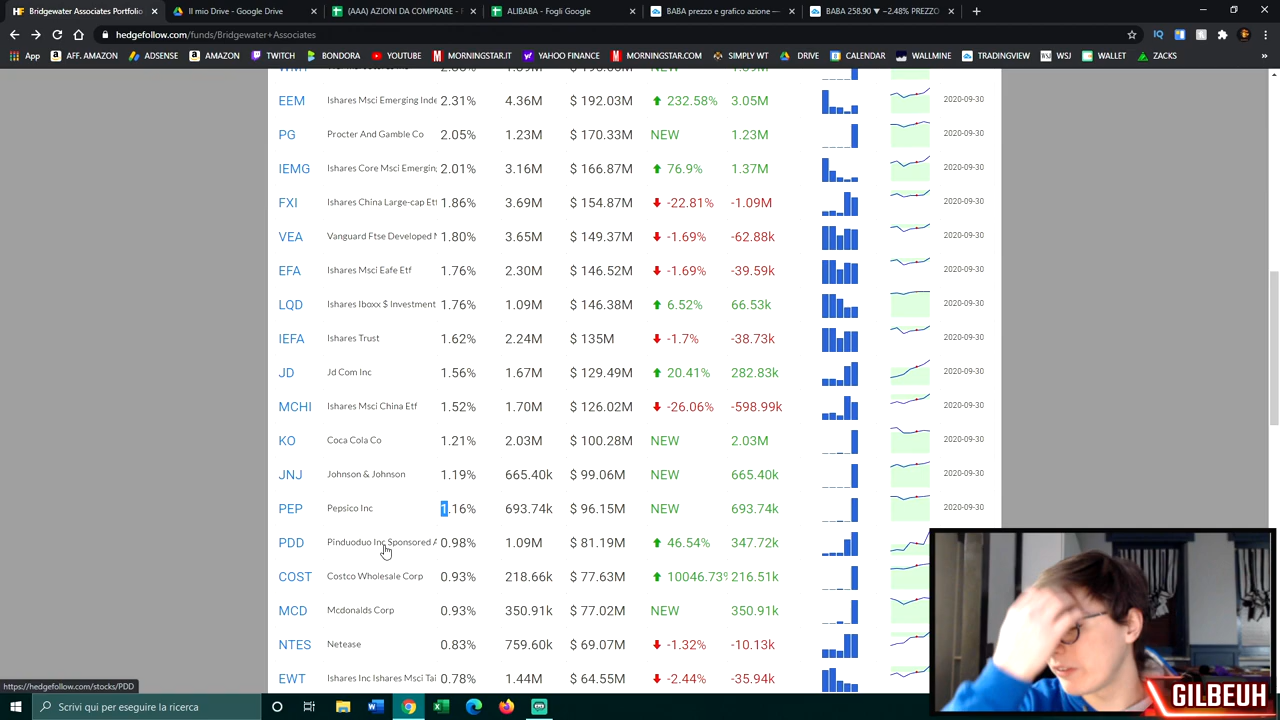 Bridgewater Associates Portfolio
Il mio Drive - Google Drive
(AAA) AZIONI DA COMPRARE - F
ALIBABA - Fogli Google
BABA prezzo e grafico azione —
BABA 258.90 ▼ −2.48% PREZZO
hedgefollow.com/funds/Bridgewater+Associates
AFF. AMAZON ADSENSE AMAZON TWITCH BONDORA YOUTUBE MORNINGSTAR.IT YAHOO FINANCE MORNINGSTAR.COM SIMPLY WT DRIVE CALENDAR WALLMINE TRADINGVIEW WSJ WALLET ZACKS
EEM Ishares Msci Emerging Inde 2.31% 4.36M $ 192.03M 232.58% 3.05M 2020-09-30
PG Procter And Gamble Co 2.05% 1.23M $ 170.33M NEW 1.23M 2020-09-30
IEMG Ishares Core Msci Emerging 2.01% 3.16M $ 166.87M 76.9% 1.37M 2020-09-30
FXI Ishares China Large-cap Etf 1.86% 3.69M $ 154.87M -22.81% -1.09M 2020-09-30
VEA Vanguard Ftse Developed M 1.80% 3.65M $ 149.37M -1.69% -62.88k 2020-09-30
EFA Ishares Msci Eafe Etf 1.76% 2.30M $ 146.52M -1.69% -39.59k 2020-09-30
LQD Ishares Iboxx $ Investment 1.76% 1.09M $ 146.38M 6.52% 66.53k 2020-09-30
IEFA Ishares Trust 1.62% 2.24M $ 135M -1.7% -38.73k 2020-09-30
JD Jd Com Inc 1.56% 1.67M $ 129.49M 20.41% 282.83k 2020-09-30
MCHI Ishares Msci China Etf 1.52% 1.70M $ 126.02M -26.06% -598.99k 2020-09-30
KO Coca Cola Co 1.21% 2.03M $ 100.28M NEW 2.03M 2020-09-30
JNJ Johnson & Johnson 1.19% 665.40k $ 99.06M NEW 665.40k 2020-09-30
PEP Pepsico Inc 1.16% 693.74k $ 96.15M NEW 693.74k 2020-09-30
PDD Pinduoduo Inc Sponsored A 0.98% 1.09M $ 81.19M 46.54% 347.72k
COST Costco Wholesale Corp 0.93% 218.66k $ 77.63M 10046.73% 216.51k
MCD Mcdonalds Corp 0.93% 350.91k $ 77.02M NEW 350.91k
NTES Netease 0.83% 759.60k $ 69.07M -1.32% -10.13k
EWT Ishares Inc Ishares Msci Tai 0.78% 1.44M $ 64.55M -2.44% -35.94k
https://hedgefollow.com/stocks/PDD
GILBEUH
Scrivi qui per eseguire la ricerca